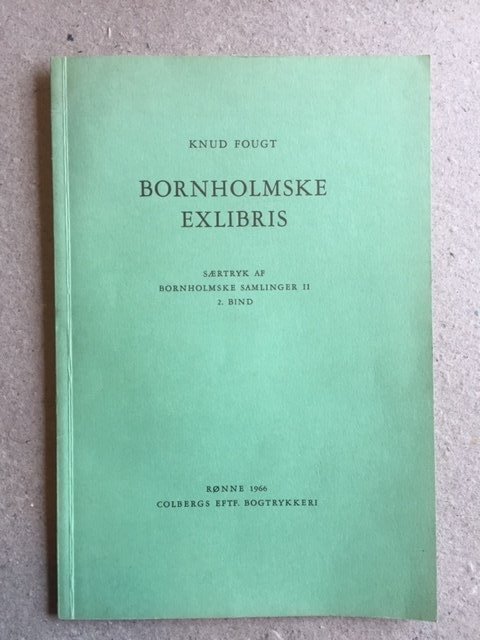 KNUD FOUGT
BORNHOLMSKE
EXLIBRIS
SÆRTRYK AF
BORNHOLMSKE SAMLINGER II
2. BIND
RØNNE 1966
COLBERGS EFTF. BOGTRYKKERI